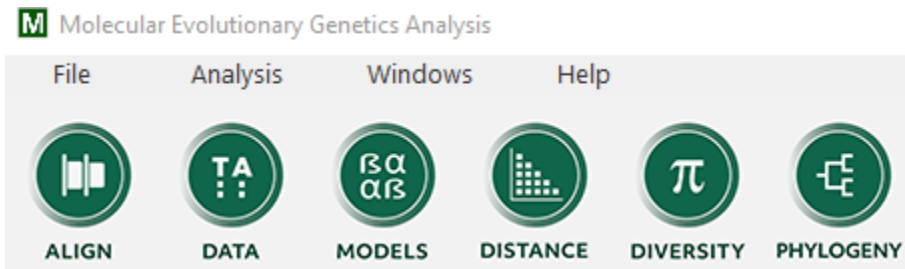 M Molecular Evolutionary Genetics Analysis
File Analysis Windows Help
TA ßα π
αß
ALIGN DATA MODELS DISTANCE DIVERSITY PHYLOGENY